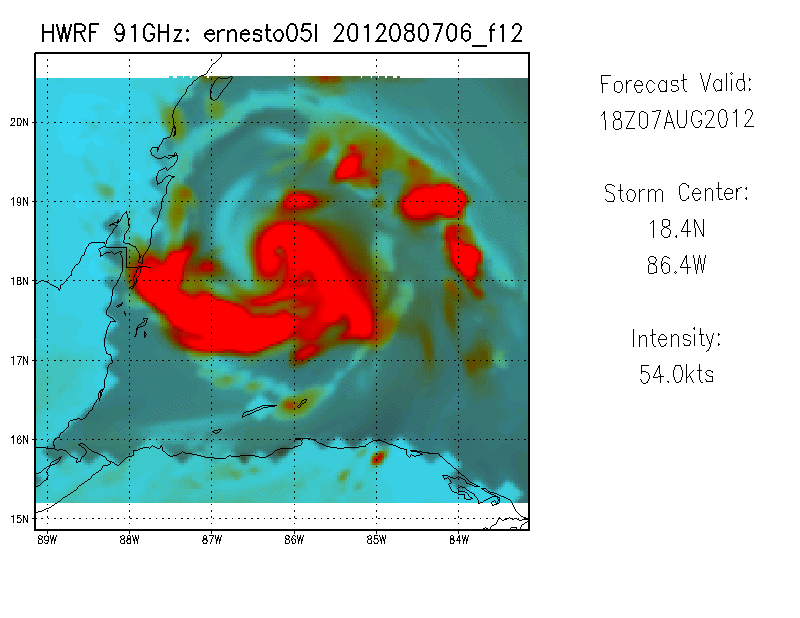 HWRF 91GHz: ernesto05l 2012080706_f12
Forecast Valid:
18Z07AUG2012
Storm Center:
18.4N
86.4W
Intensity:
54.0kts
20N
19N
18N
17N
16N
15N
89W 88W 87W 86W 85W 84W